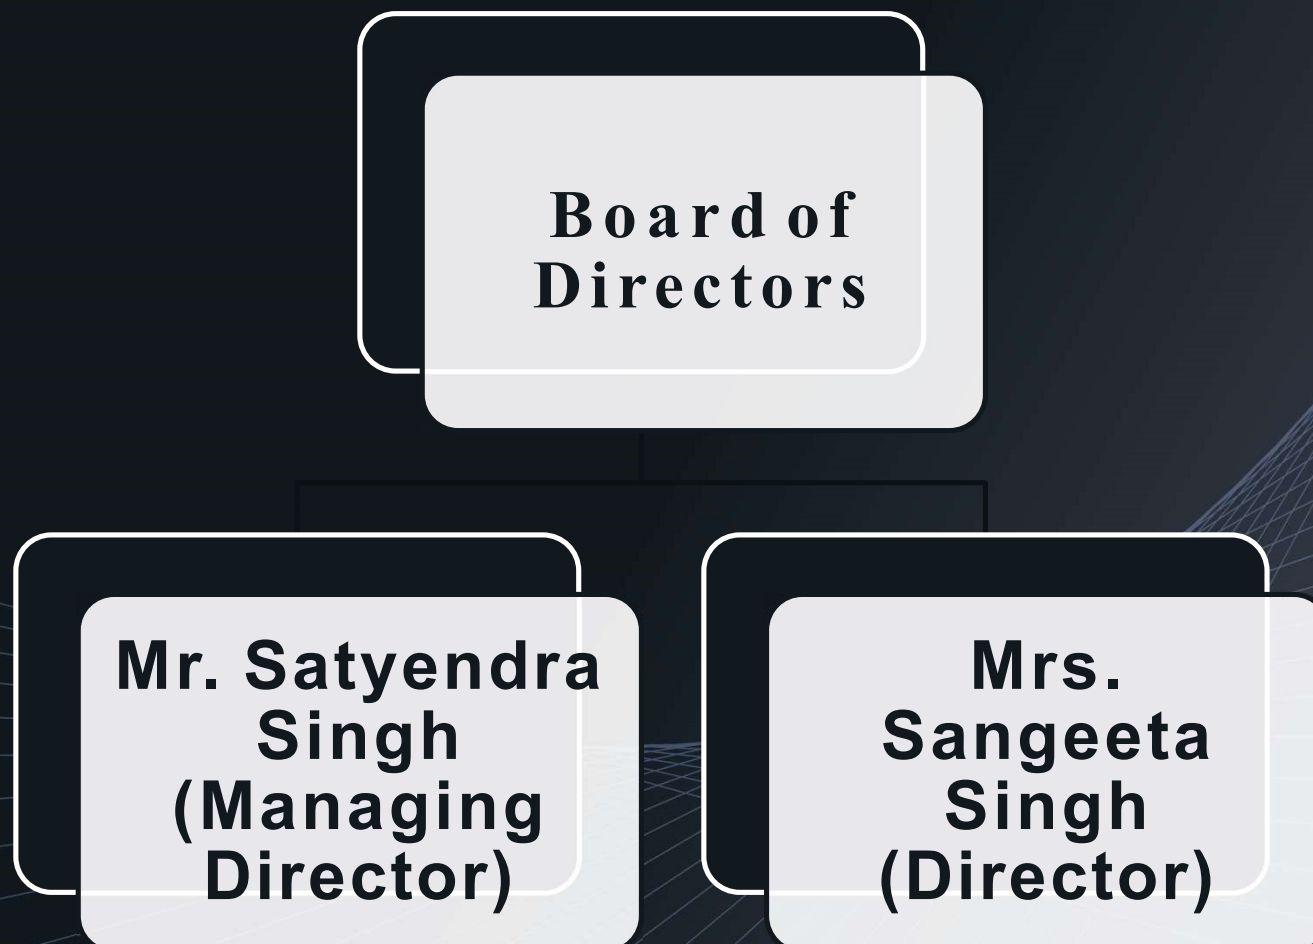 Board of
Directors
Mr. Satyendra
Singh
(Managing
Director)
Mrs.
Sangeeta
Singh
(Director)